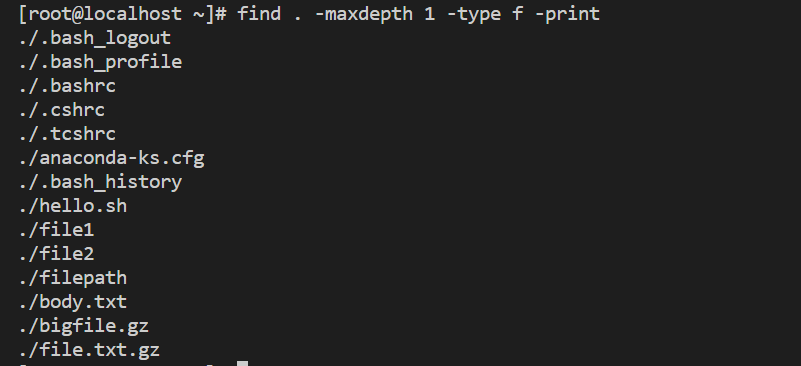 [root@localhost ~]# find . -maxdepth 1 -type f -print
./.bash_logout
./.bash_profile
./.bashrc
./.cshrc
./.tcshrc
./anaconda-ks.cfg
./.bash_history
./hello.sh
./file1
./file2
./filepath
./body.txt
./bigfile.gz
./file.txt.gz